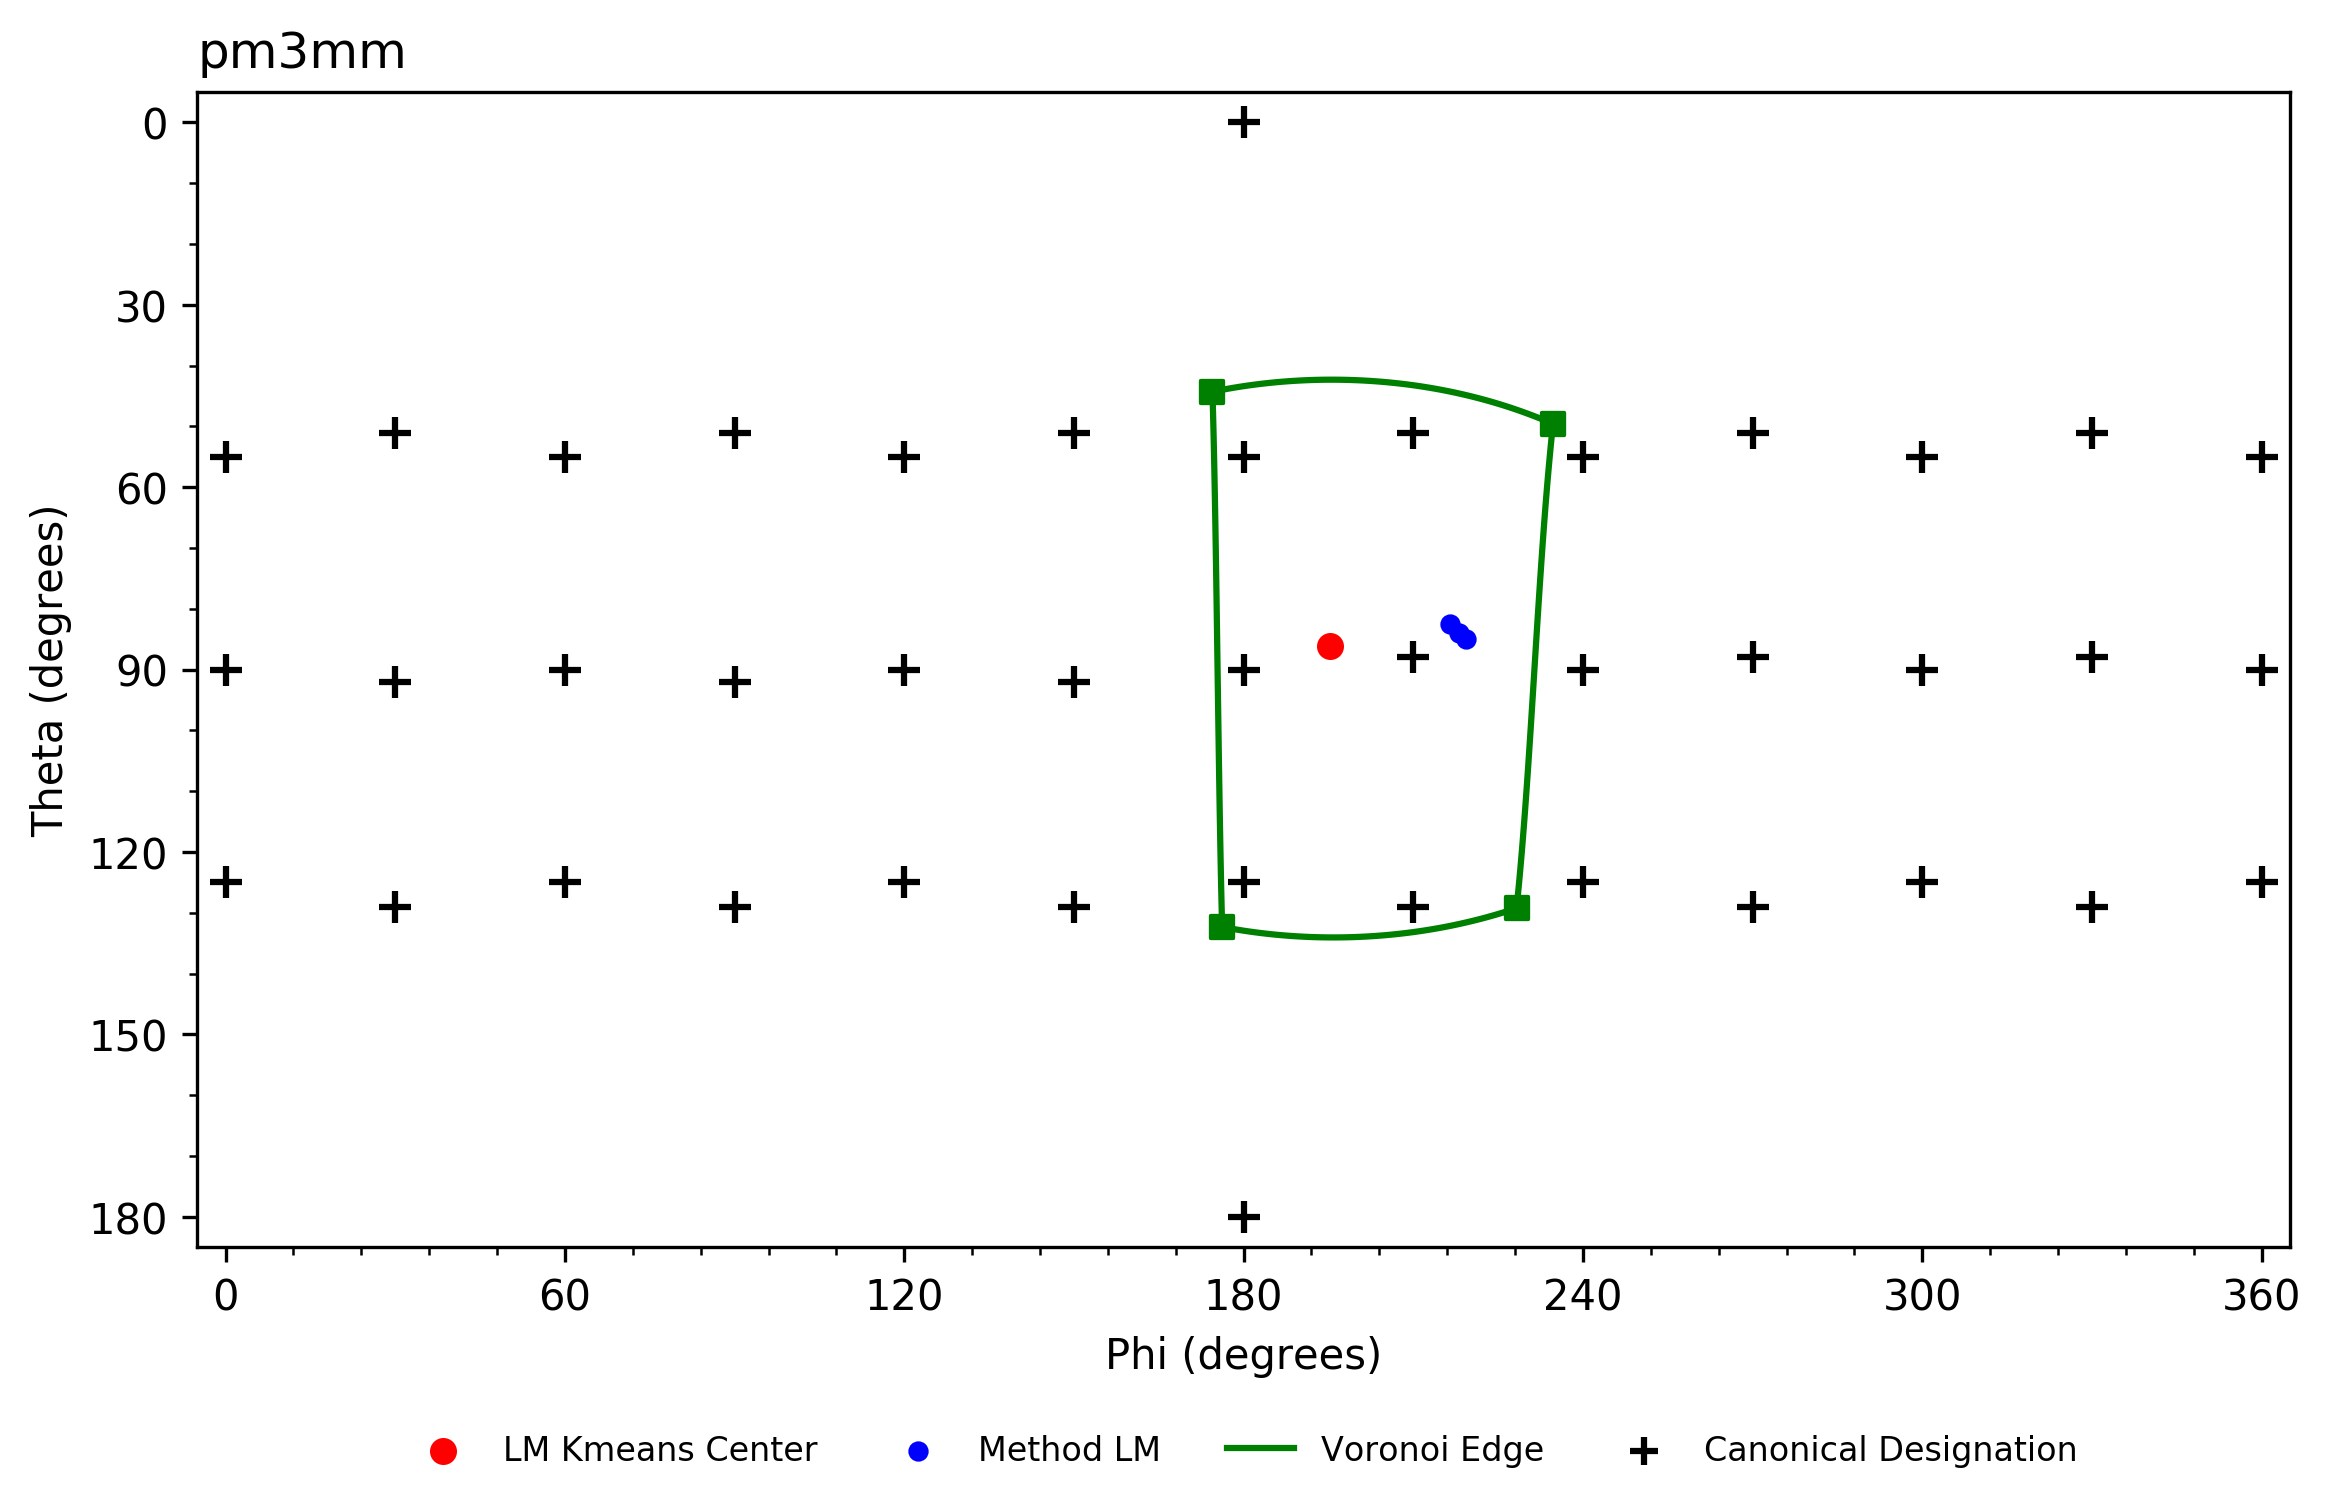 pm3mm
0
30
60
90
120
150
180
Theta (degrees)
0 60 120 180 240 300 360
Phi (degrees)
LM Kmeans Center Method LM Voronoi Edge Canonical Designation